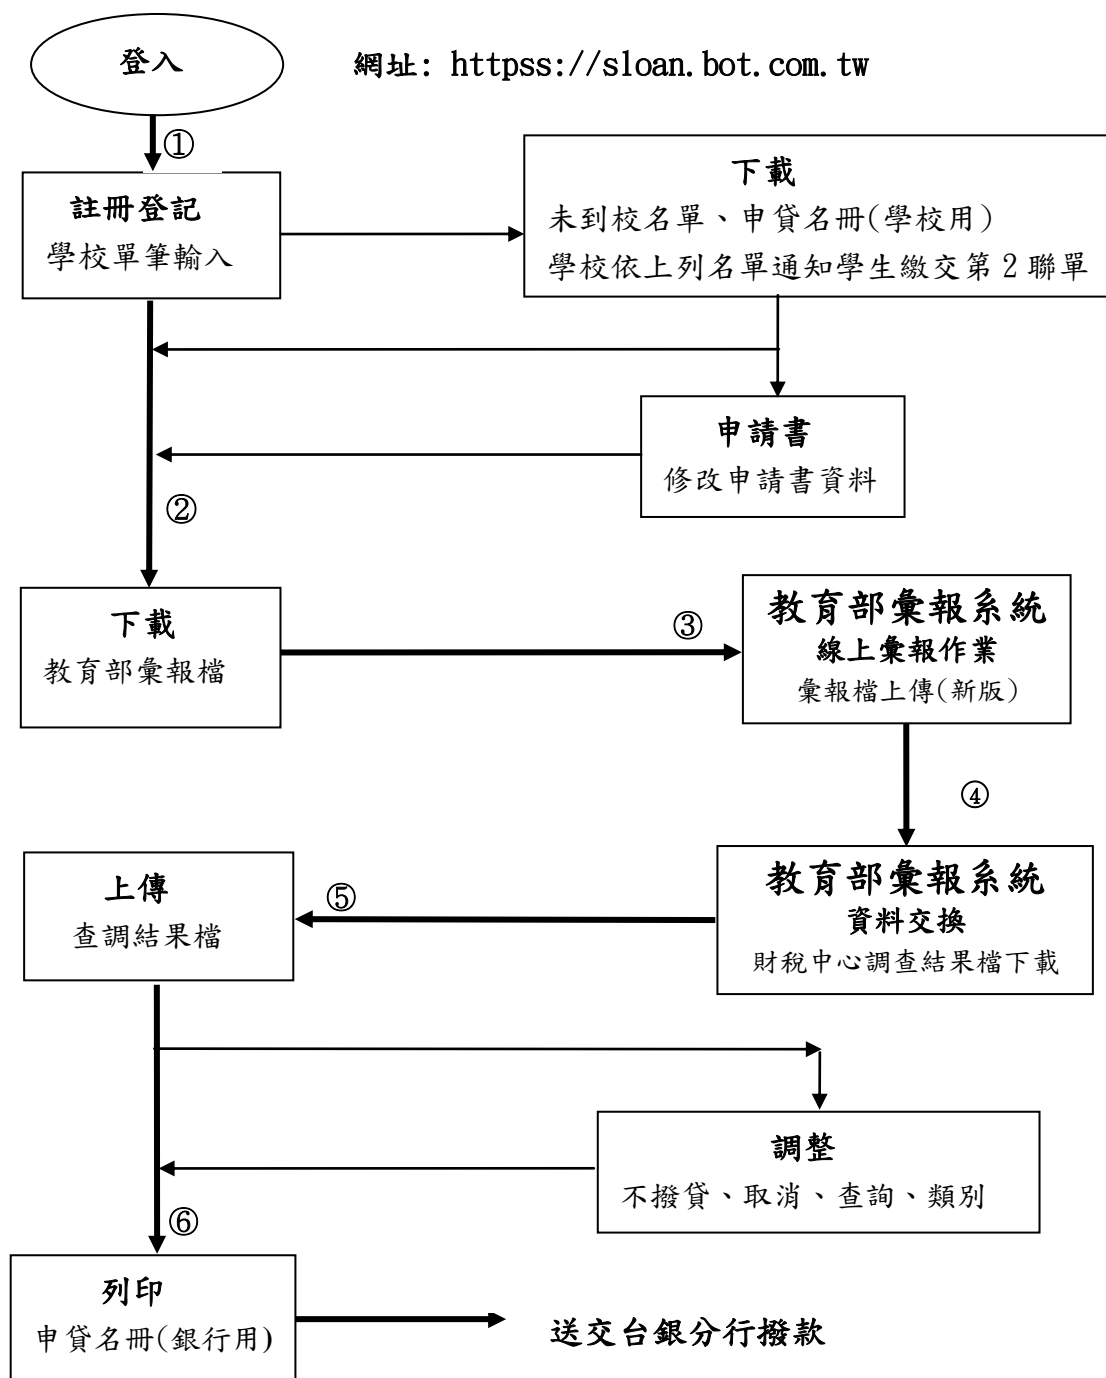 登入
網址: httpss://sloan.bot.com.tw
①
註冊登記
學校單筆輸入
下載
未到校名單、申貸名冊(學校用)
學校依上列名單通知學生繳交第 2 聯單
申請書
修改申請書資料
②
下載
教育部彙報檔
③
教育部彙報系統
線上彙報作業
彙報檔上傳(新版)
④
教育部彙報系統
資料交換
財稅中心調查結果檔下載
⑤
上傳
查調結果檔
調整
不撥貸、取消、查詢、類別
⑥
列印
申貸名冊(銀行用)
送交台銀分行撥款